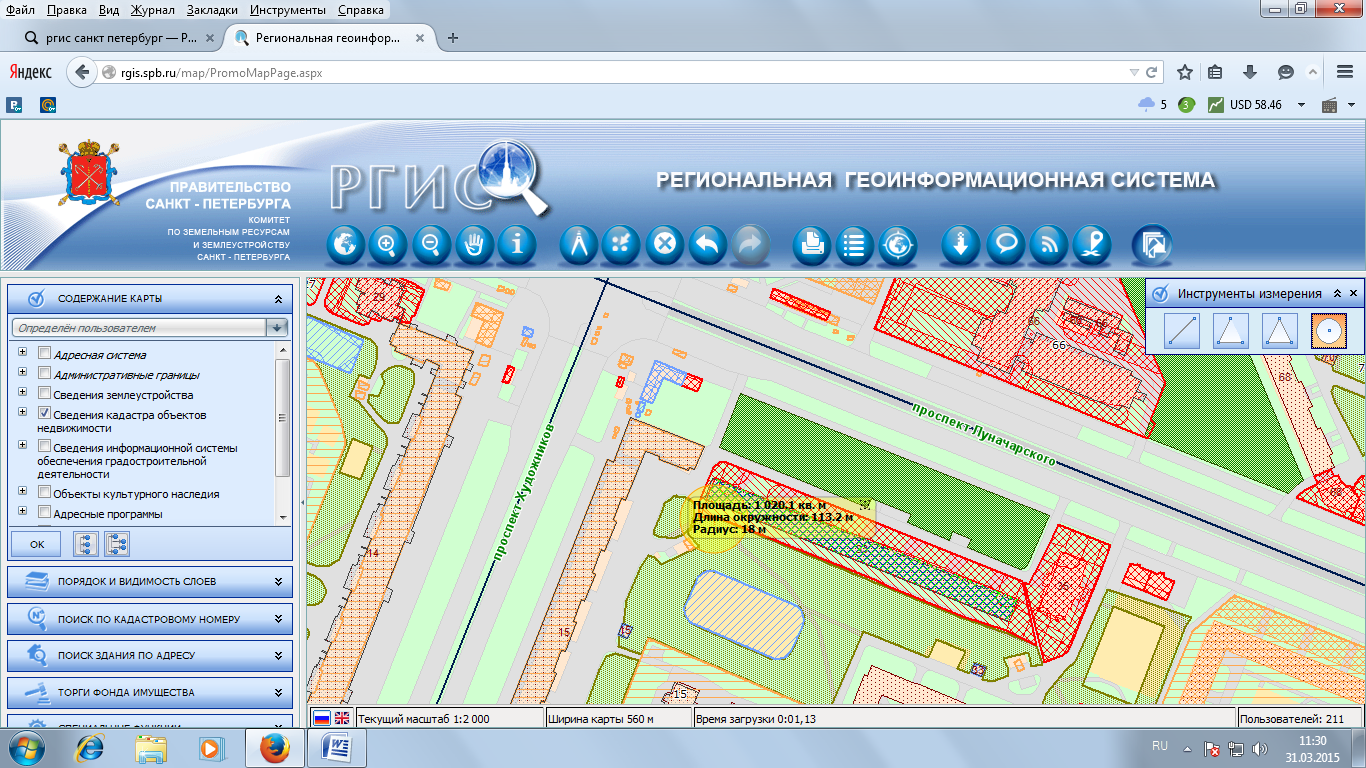 Файл Правка Вид Журнал Закладки Инструменты Справка
ргис санкт петербург — Р...
Региональная геоинфор...
Яндекс
rgis.spb.ru/map/PromoMapPage.aspx
5
3
USD 58.46
ПРАВИТЕЛЬСТВО
САНКТ - ПЕТЕРБУРГА
КОМИТЕТ
ПО ЗЕМЕЛЬНЫМ РЕСУРСАМ
И ЗЕМЛЕУСТРОЙСТВУ
САНКТ - ПЕТЕРБУРГА
РГИС
РЕГИОНАЛЬНАЯ ГЕОИНФОРМАЦИОННАЯ СИСТЕМА
СОДЕРЖАНИЕ КАРТЫ
Определён пользователем
Адресная система
Административные границы
Сведения землеустройства
Сведения кадастра объектов
недвижимости
Сведения информационной системы
обеспечения градостроительной
деятельности
Объекты культурного наследия
Адресные программы
ОК
ПОРЯДОК И ВИДИМОСТЬ СЛОЕВ
ПОИСК ПО КАДАСТРОВОМУ НОМЕРУ
ПОИСК ЗДАНИЯ ПО АДРЕСУ
ТОРГИ ФОНДА ИМУЩЕСТВА
СПЕЦИАЛЬНЫЕ ФУНКЦИИ
Инструменты измерения
29
66
68
проспект Луначарского
проспект Художников
Площадь: 1 020.1 кв. м
Длина окружности: 113.2 м
Радиус: 18 м
14
15
15
15
Текущий масштаб 1:2 000
Ширина карты 560 м
Время загрузки 0:01,13
Пользователей: 211
RU
11:30
31.03.2015